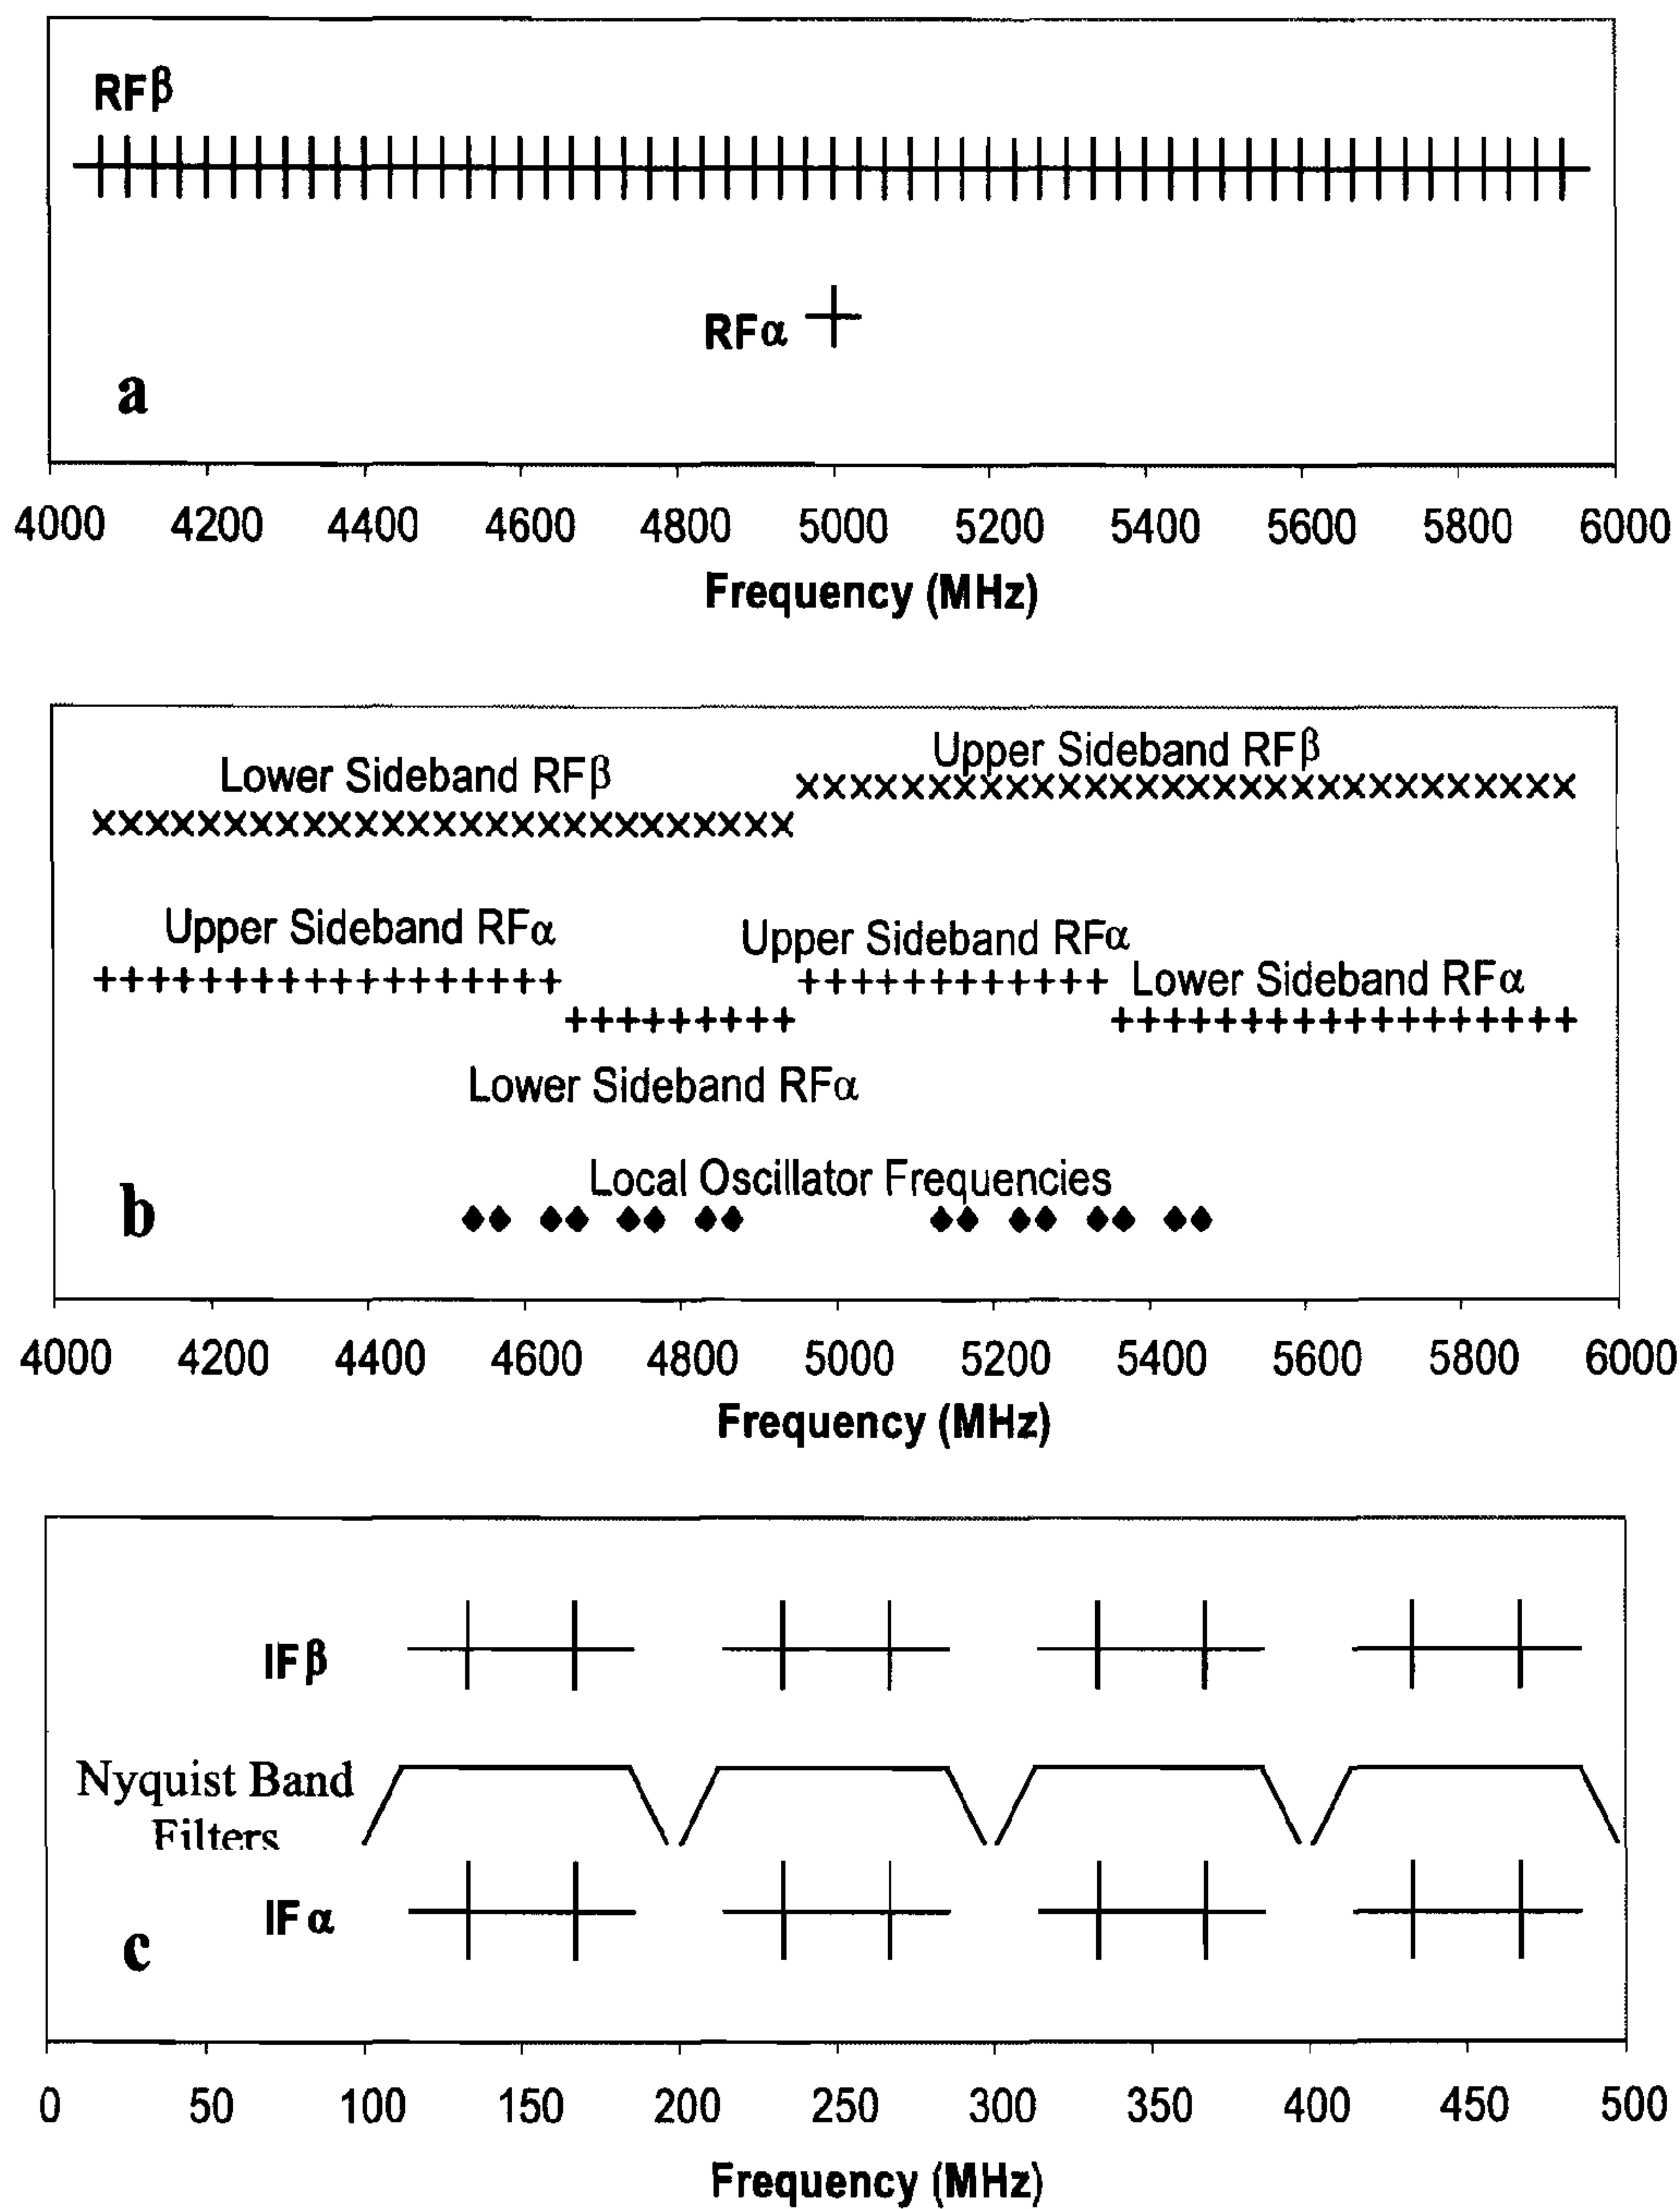 RFβ
RFα
a
4000 4200 4400 4600 4800 5000 5200 5400 5600 5800 6000
Frequency (MHz)
Upper Sideband RFβ
Lower Sideband RFβ
Upper Sideband RFα
Upper Sideband RFα
Lower Sideband RFα
Lower Sideband RFα
Local Oscillator Frequencies
b
4000 4200 4400 4600 4800 5000 5200 5400 5600 5800 6000
Frequency (MHz)
IFβ
Nyquist Band
Filters
IFα
c
0 50 100 150 200 250 300 350 400 450 500
Frequency (MHz)